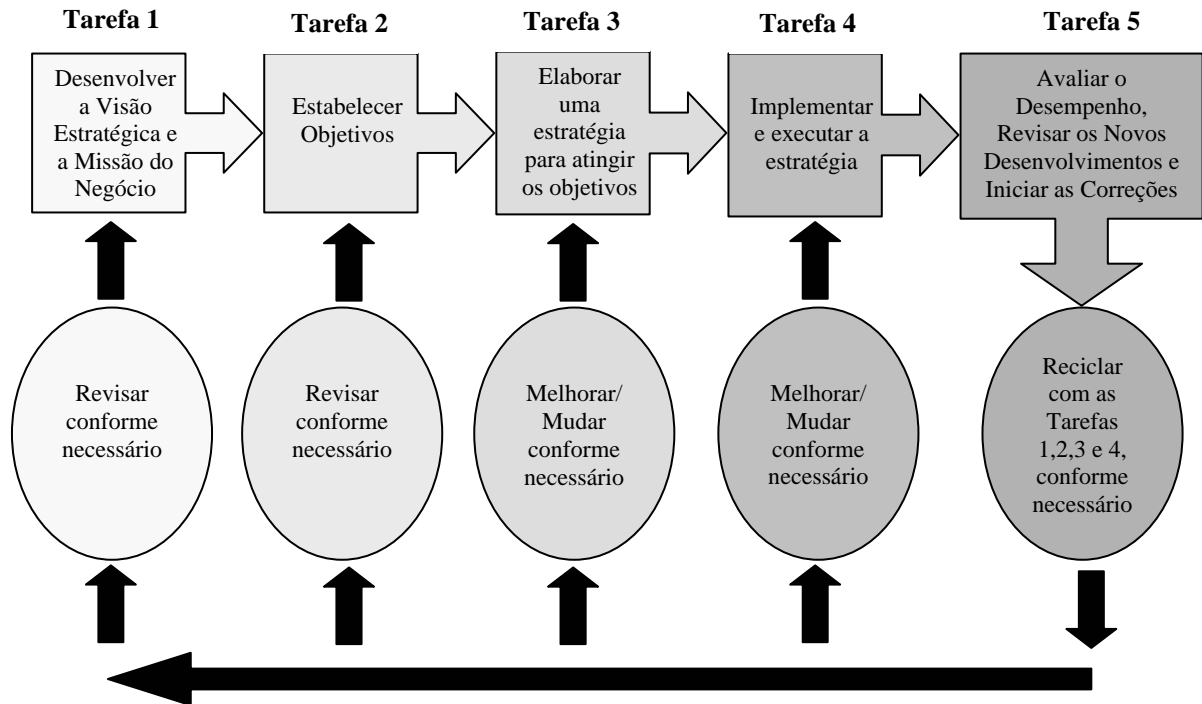 Tarefa 1
Tarefa 2
Tarefa 3
Tarefa 4
Tarefa 5
Desenvolver
a Visão
Estratégica e
a Missão do
Negócio
Estabelecer
Objetivos
Elaborar
uma
estratégia
para atingir
os objetivos
Implementar
e executar a
estratégia
Avaliar o
Desempenho,
Revisar os Novos
Desenvolvimentos e
Iniciar as Correções
Revisar
conforme
necessário
Revisar
conforme
necessário
Melhorar/
Mudar
conforme
necessário
Melhorar/
Mudar
conforme
necessário
Reciclar
com as
Tarefas
1,2,3 e 4,
conforme
necessário